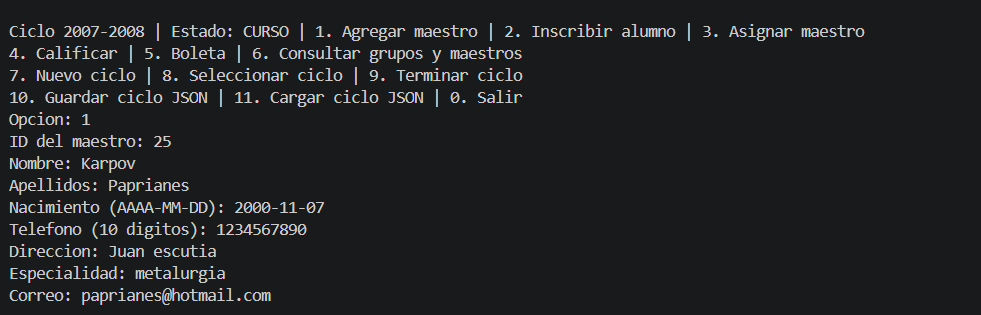 Ciclo 2007-2008 | Estado: CURSO | 1. Agregar maestro | 2. Inscribir alumno | 3. Asignar maestro
4. Calificar | 5. Boleta | 6. Consultar grupos y maestros
7. Nuevo ciclo | 8. Seleccionar ciclo | 9. Terminar ciclo
10. Guardar ciclo JSON | 11. Cargar ciclo JSON | 0. Salir
Opcion: 1
ID del maestro: 25
Nombre: Karpov
Apellidos: Paprianes
Nacimiento (AAAA-MM-DD): 2000-11-07
Telefono (10 digitos): 1234567890
Direccion: Juan escutia
Especialidad: metalurgia
Correo: paprianes@hotmail.com